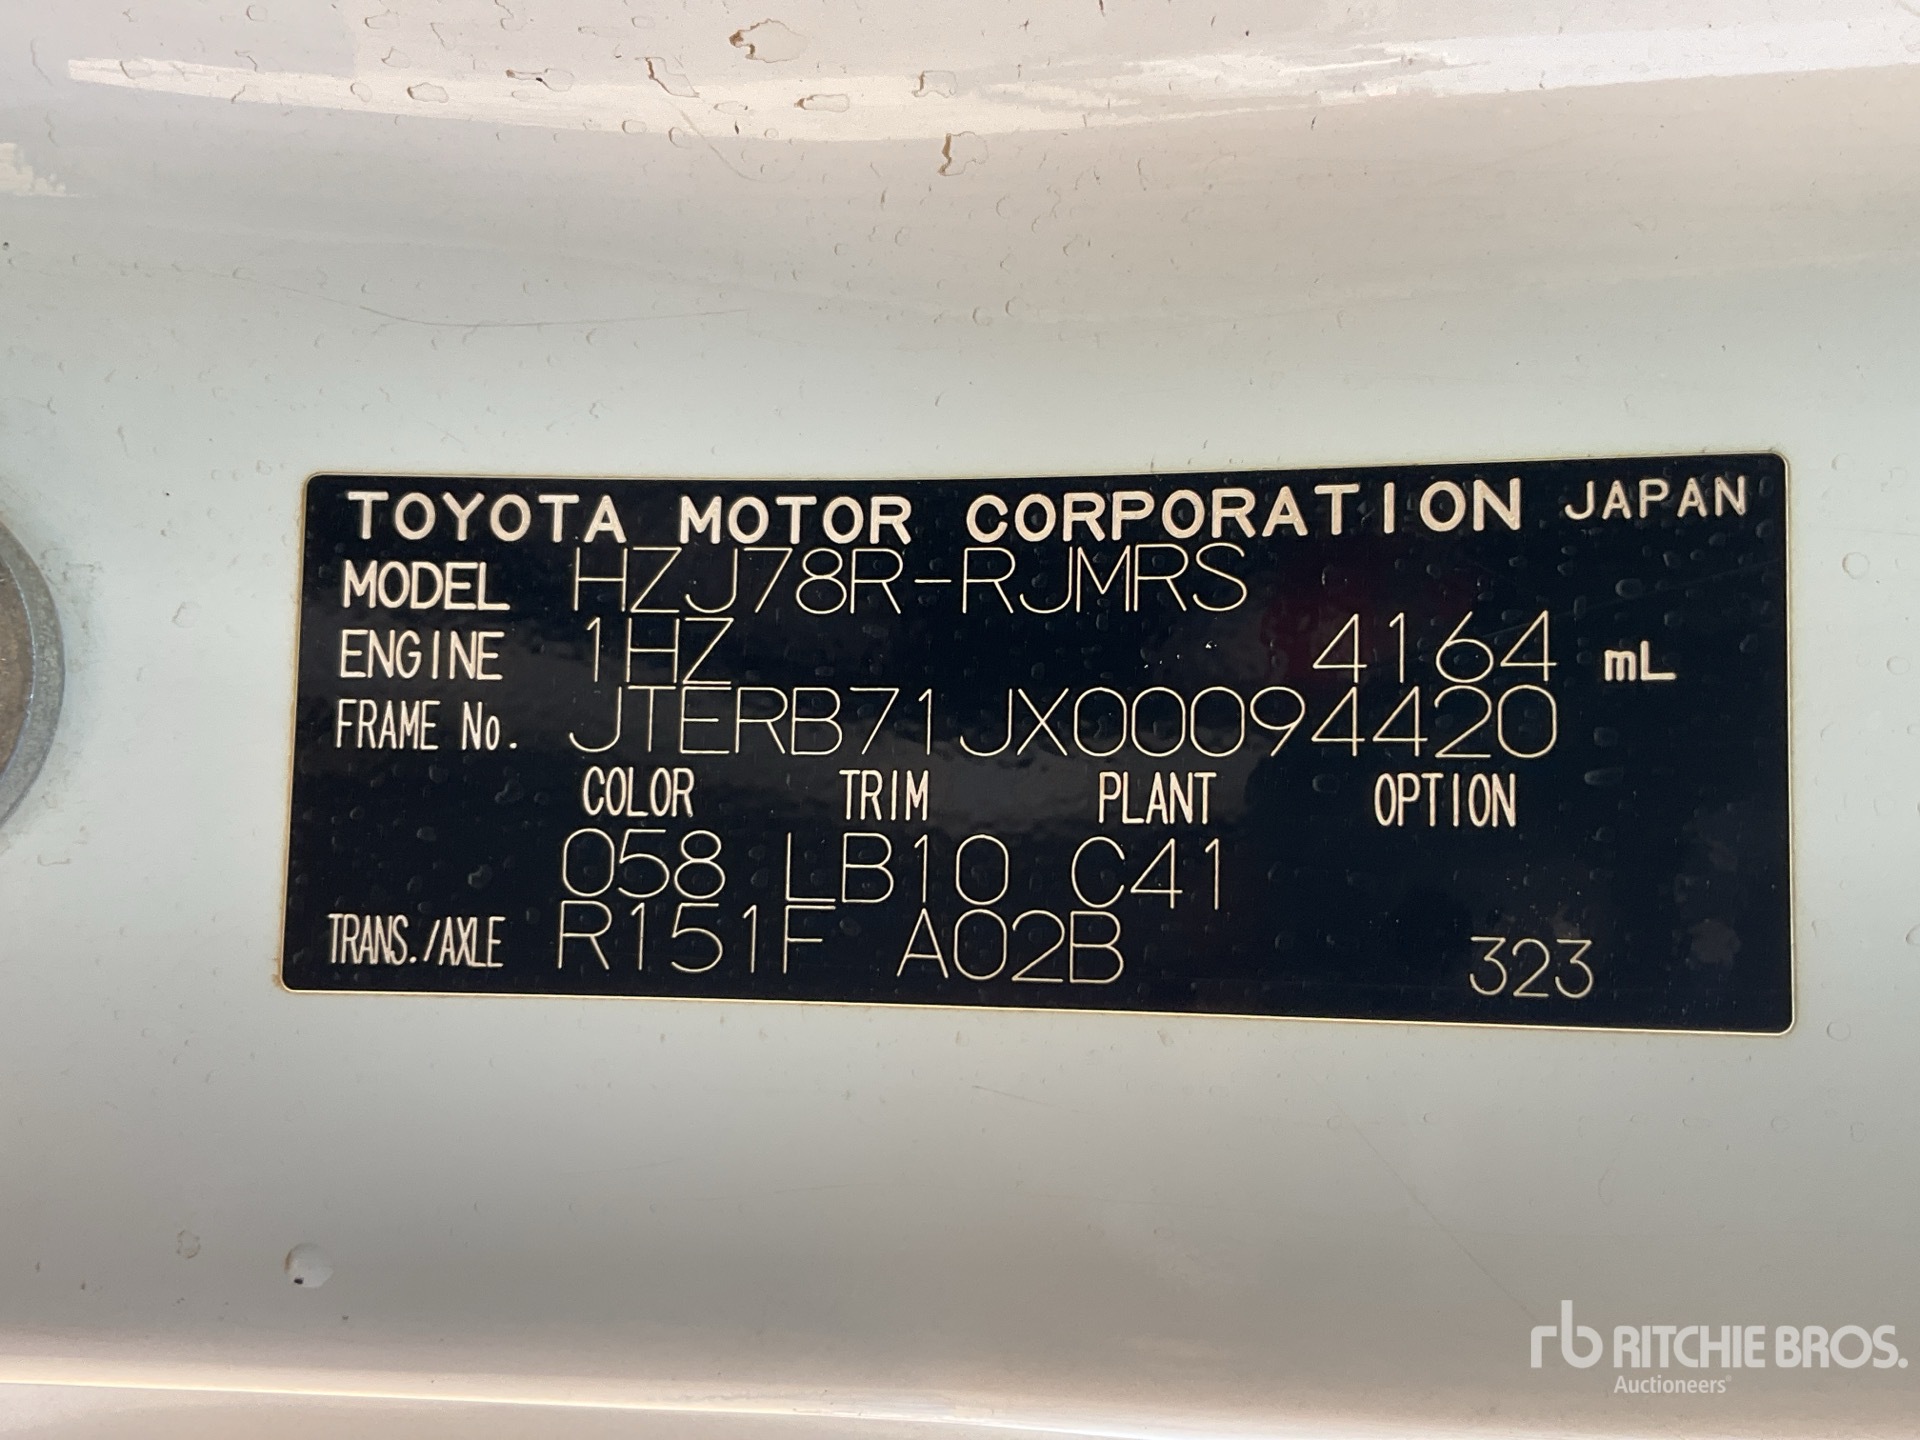 TOYOTA MOTOR CORPORATION JAPAN
MODEL HZJ78R-RJMRS
ENGINE 1HZ 4164 mL
FRAME No. JTERB71JX00094420
COLOR TRIM PLANT OPTION
058 LB10 C41
TRANS./AXLE R151F A02B 323
rb RITCHIE BROS.
Auctioneers